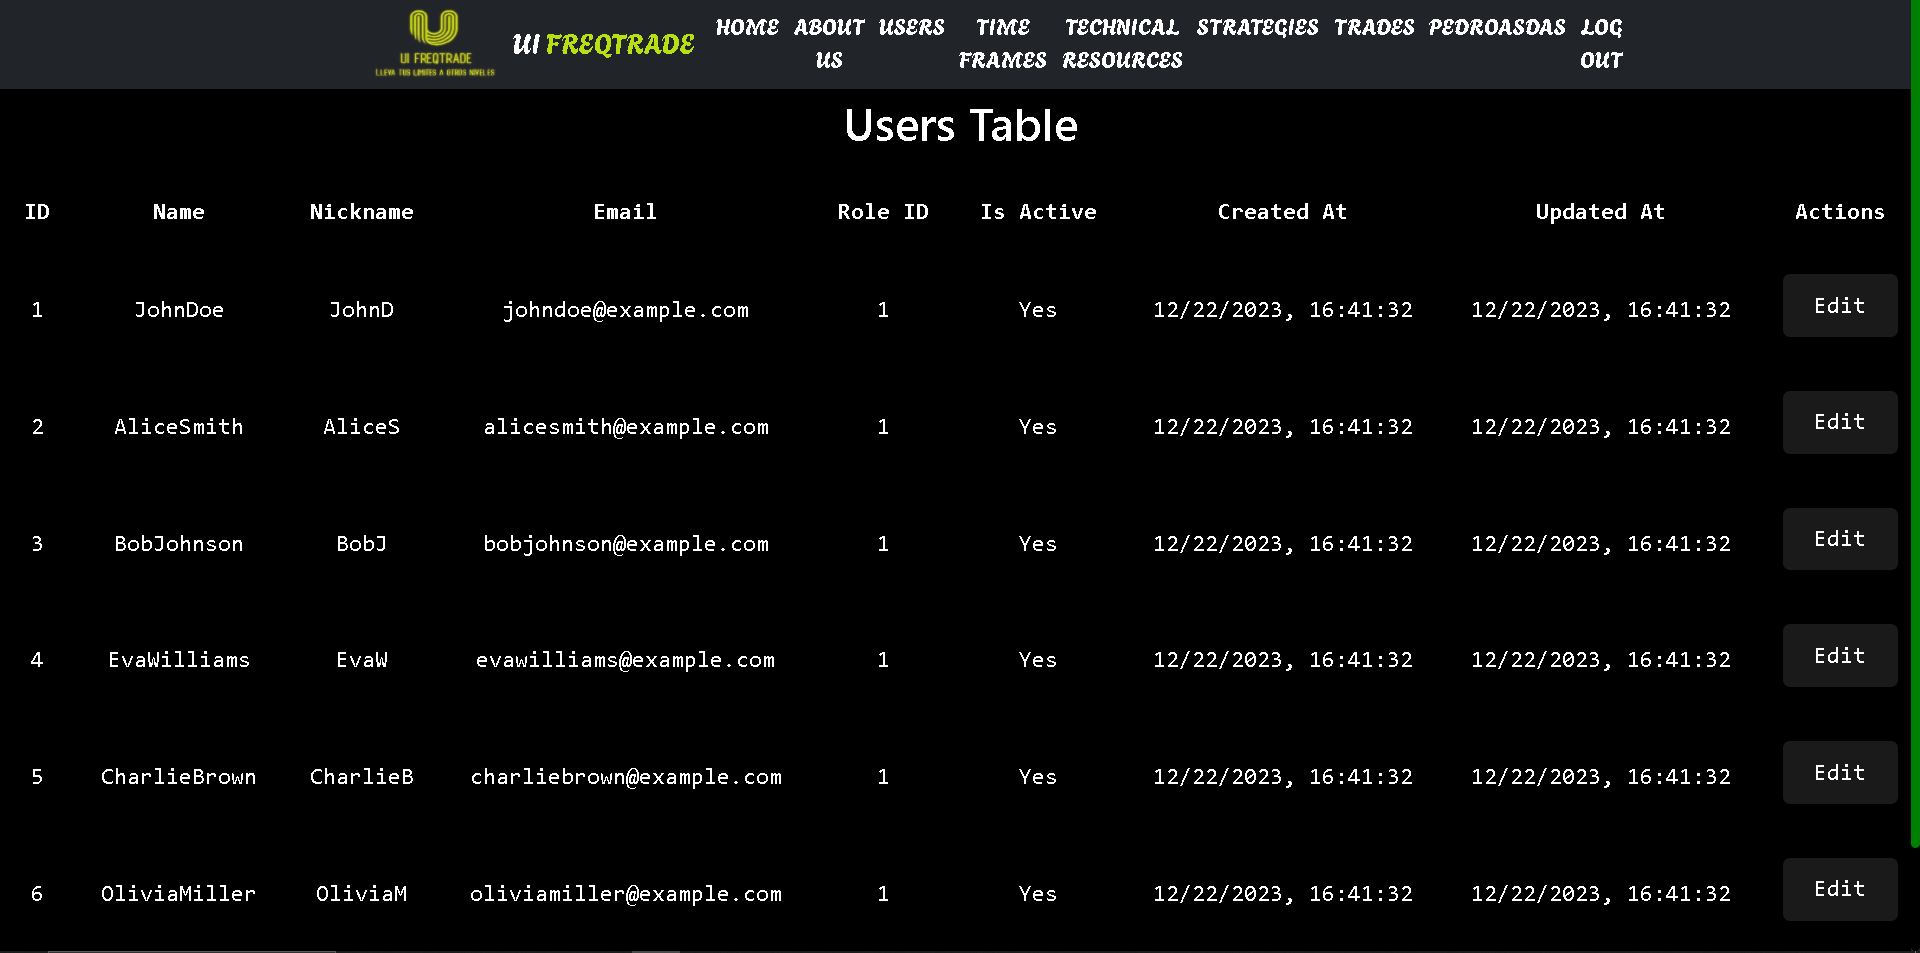 UI FREQTRADE
LLEVA TUS LIMITES A OTROS NIVELES
UI FREQTRADE
HOME ABOUT US USERS TIME FRAMES TECHNICAL RESOURCES STRATEGIES TRADES PEDROASDAS LOG OUT
Users Table
ID Name Nickname Email Role ID Is Active Created At Updated At Actions
1 JohnDoe JohnD johndoe@example.com 1 Yes 12/22/2023, 16:41:32 12/22/2023, 16:41:32 Edit
2 AliceSmith AliceS alicesmith@example.com 1 Yes 12/22/2023, 16:41:32 12/22/2023, 16:41:32 Edit
3 BobJohnson BobJ bobjohnson@example.com 1 Yes 12/22/2023, 16:41:32 12/22/2023, 16:41:32 Edit
4 EvaWilliams EvaW evawilliams@example.com 1 Yes 12/22/2023, 16:41:32 12/22/2023, 16:41:32 Edit
5 CharlieBrown CharlieB charliebrown@example.com 1 Yes 12/22/2023, 16:41:32 12/22/2023, 16:41:32 Edit
6 OliviaMiller OliviaM oliviamiller@example.com 1 Yes 12/22/2023, 16:41:32 12/22/2023, 16:41:32 Edit